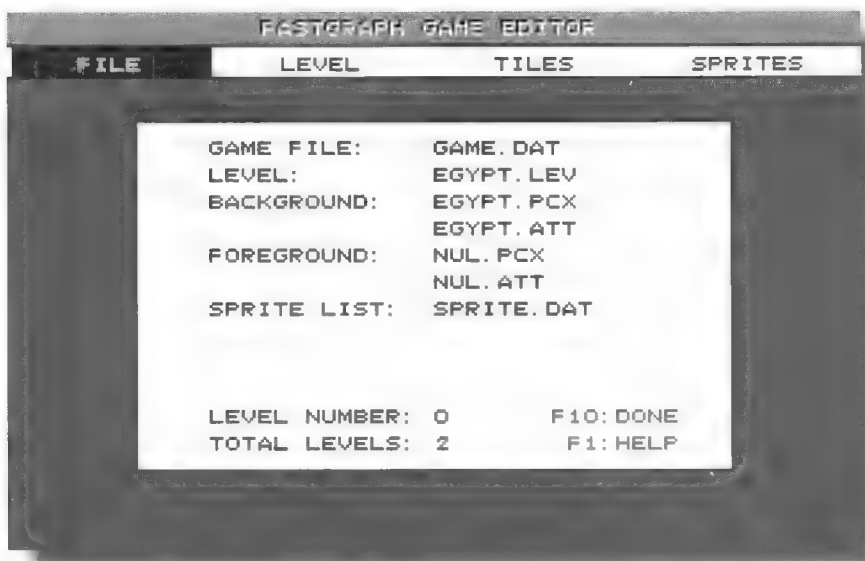 FASTGRAPH GAME EDITOR
FILE LEVEL TILES SPRITES
GAME FILE: GAME.DAT
LEVEL: EGYPT.LEV
BACKGROUND: EGYPT.PCX
EGYPT.ATT
FOREGROUND: NUL.PCX
NUL.ATT
SPRITE LIST: SPRITE.DAT
LEVEL NUMBER: 0 F10: DONE
TOTAL LEVELS: 2 F1: HELP